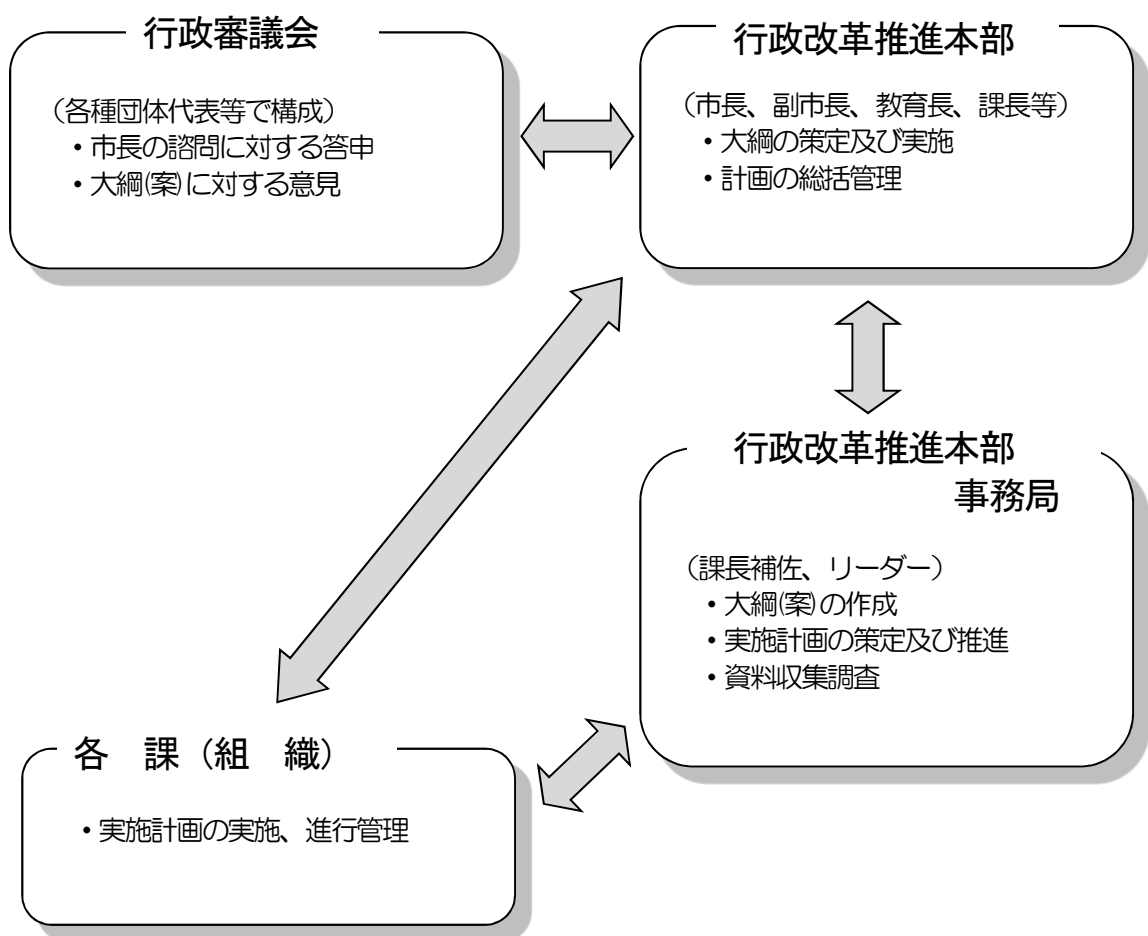 行政審議会
(各種団体代表等で構成)
・市長の諮問に対する答申
・大綱(案)に対する意見
行政改革推進本部
(市長、副市長、教育長、課長等)
・大綱の策定及び実施
・計画の総括管理
行政改革推進本部
事務局
(課長補佐、リーダー)
・大綱(案)の作成
・実施計画の策定及び推進
・資料収集調査
各 課(組 織)
・実施計画の実施、進行管理